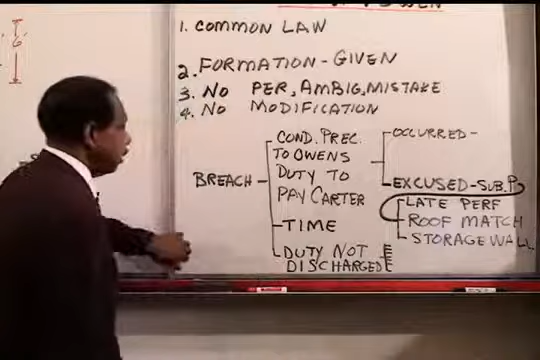 OWEN
1. COMMON LAW
2. FORMATION - GIVEN
3. NO PER, AMBIG, MISTAKE
4. NO MODIFICATION
BREACH
COND. PREC.
TO OWENS
DUTY TO
PAY CARTER
OCCURRED -
EXCUSED - SUB. P
LATE PERF
ROOF MATCH
STORAGE WALL
TIME
DUTY NOT
DISCHARGED